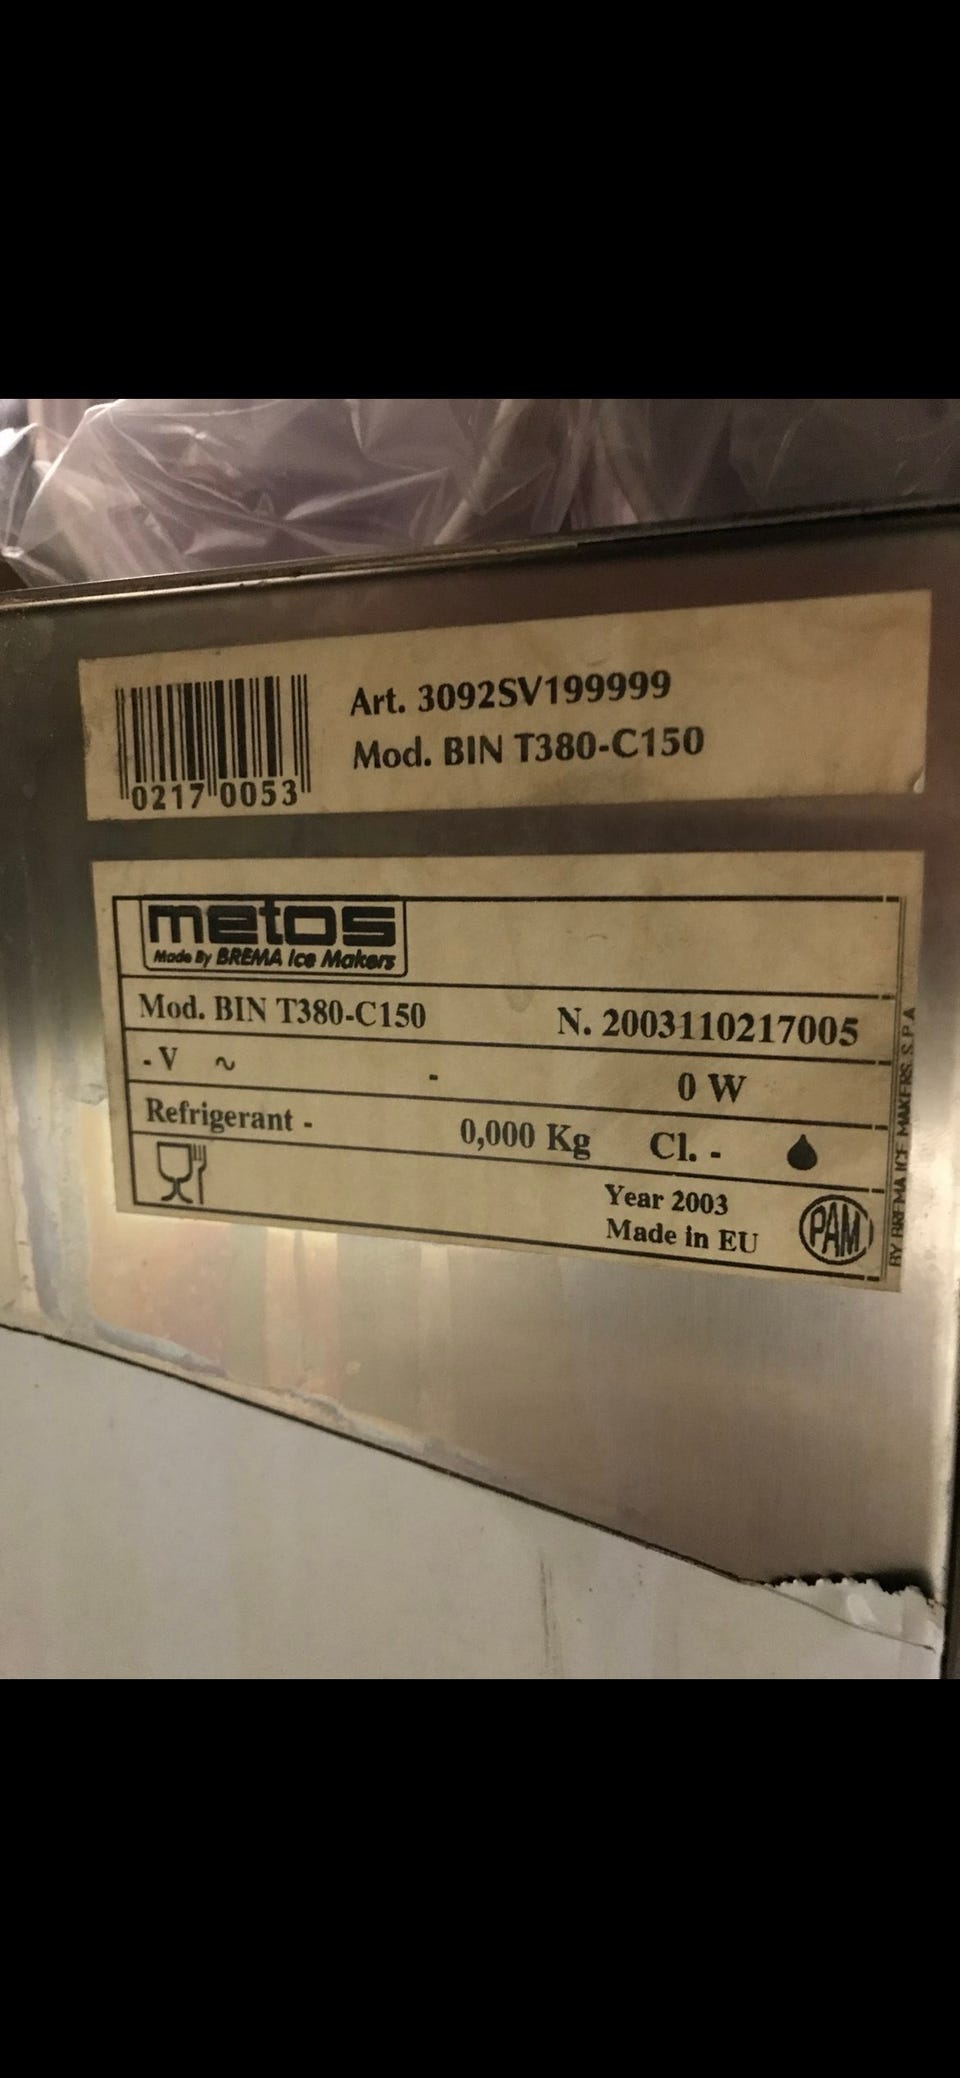 Art. 3092SV199999
Mod. BIN T380-C150
0217 0053
metos
Made By BREMA Ice Makers
Mod. BIN T380-C150 N. 2003110217005
- V ~ - 0 W
Refrigerant - 0,000 Kg Cl. -
Year 2003
Made in EU
PAM
BY BREMA ICE MAKERS S.P.A